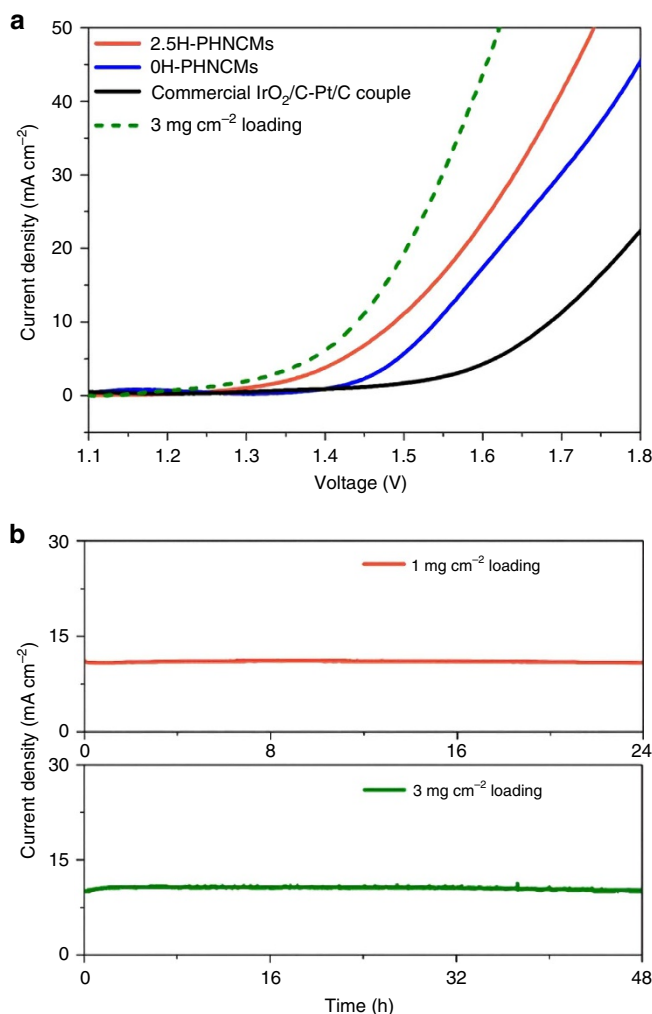 a
50
40
30
20
10
0
Current density (mA cm⁻²)
2.5H-PHNCMs
0H-PHNCMs
Commercial IrO₂/C-Pt/C couple
3 mg cm⁻² loading
1.1 1.2 1.3 1.4 1.5 1.6 1.7 1.8
Voltage (V)
b
30
15
0
1 mg cm⁻² loading
0 8 16 24
Current density (mA cm⁻²)
30
15
0
3 mg cm⁻² loading
0 16 32 48
Time (h)